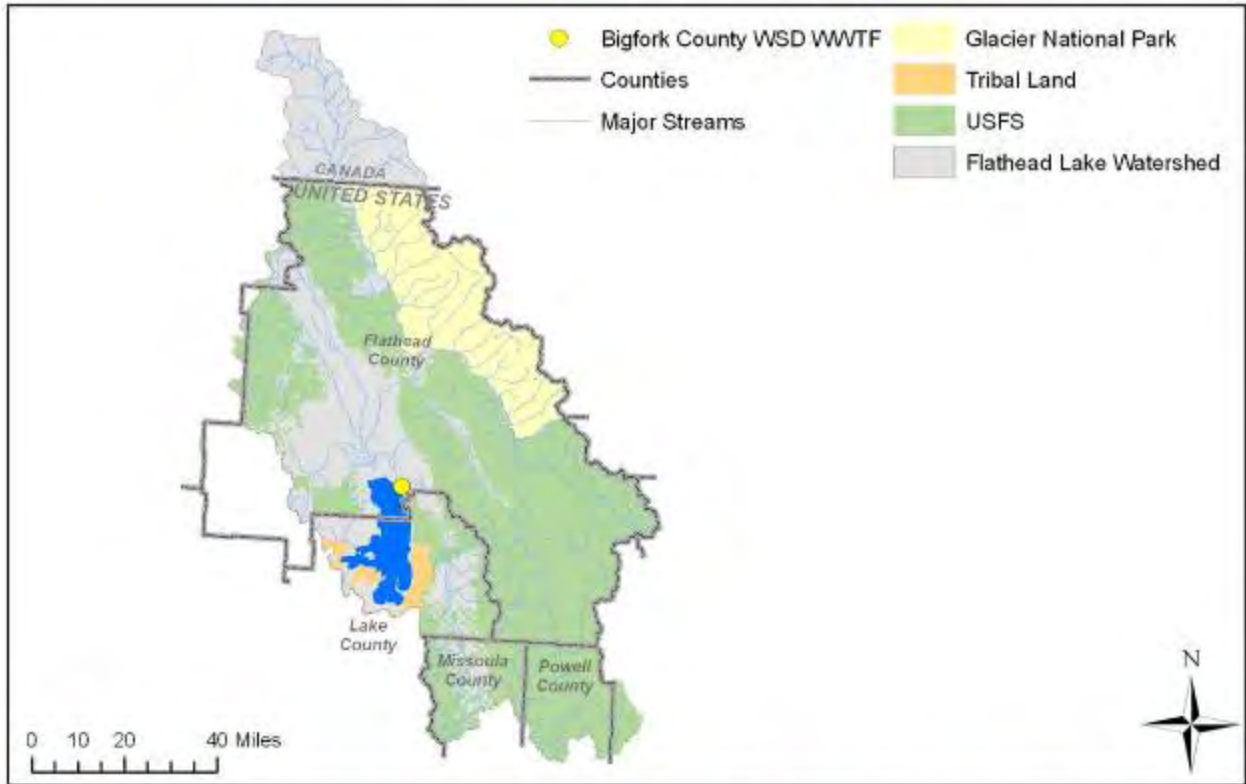 Bigfork County WSD WWTF
Counties
Major Streams
Glacier National Park
Tribal Land
USFS
Flathead Lake Watershed
CANADA
UNITED STATES
Flathead
County
Lake
County
Missoula
County
Powell
County
N
0 10 20 40 Miles